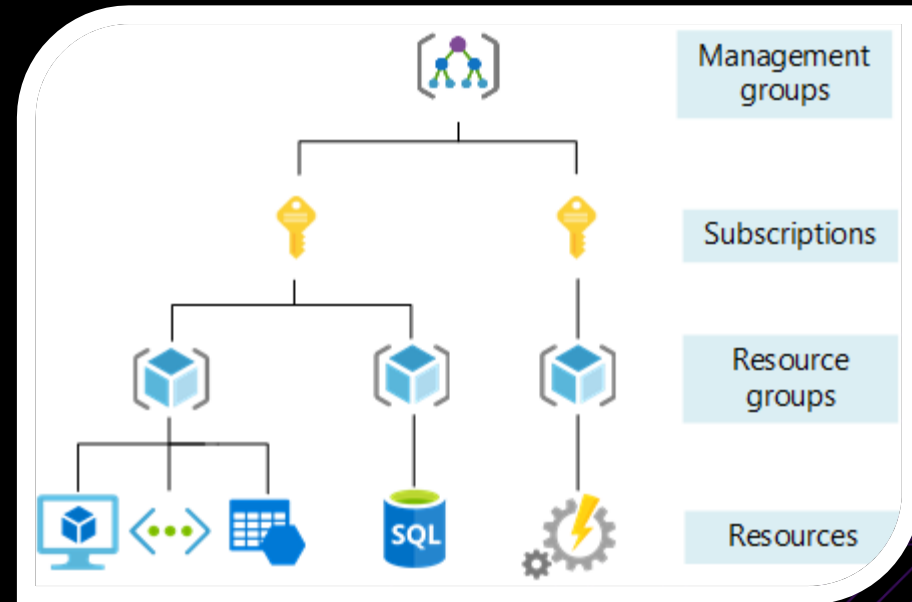 Management
groups
Subscriptions
Resource
groups
SQL
Resources